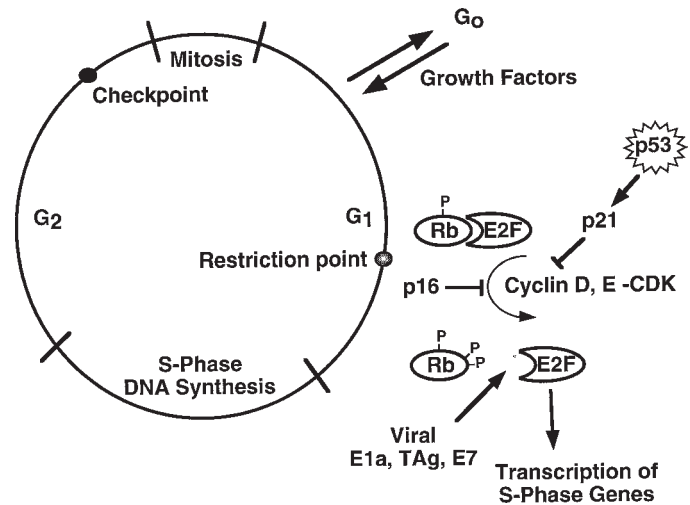 Go
Mitosis
Growth Factors
Checkpoint
p53
P
G2
G1
Rb
E2F
p21
Restriction point
p16
Cyclin D, E -CDK
P
P
P
Rb
E2F
S-Phase
DNA Synthesis
Viral
E1a, TAg, E7
Transcription of
S-Phase Genes